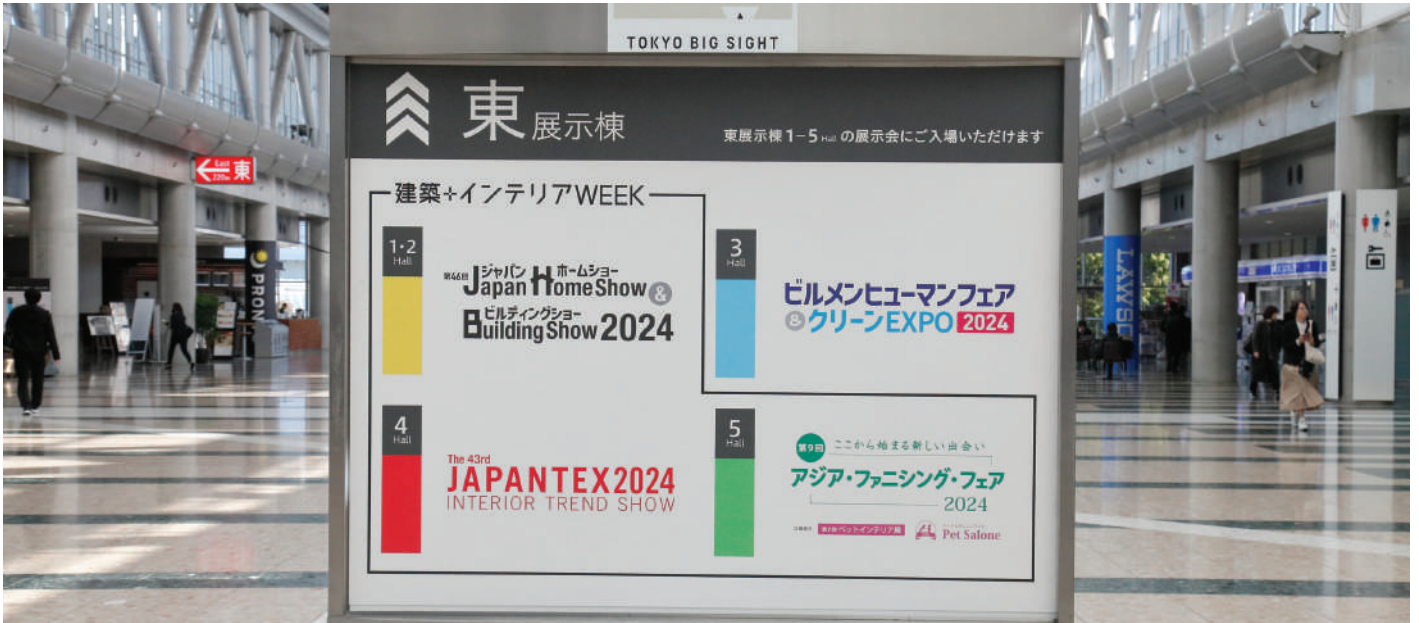 TOKYO BIG SIGHT
東 展示棟
東展示棟1-5 Hall の展示会にご入場いただけます
East
220m
東
建築+インテリアWEEK
1・2
Hall
第46回 ジャパン ホームショー
Japan Home Show &
ビルディングショー
Building Show 2024
3
Hall
ビルメンヒューマンフェア
& クリーンEXPO 2024
4
Hall
The 43rd
JAPANTEX2024
INTERIOR TREND SHOW
5
Hall
第9回 ここから始まる新しい出会い
アジア・ファニシング・フェア
2024
ペットインテリア展
Pet Salone
PRON
LAWSO